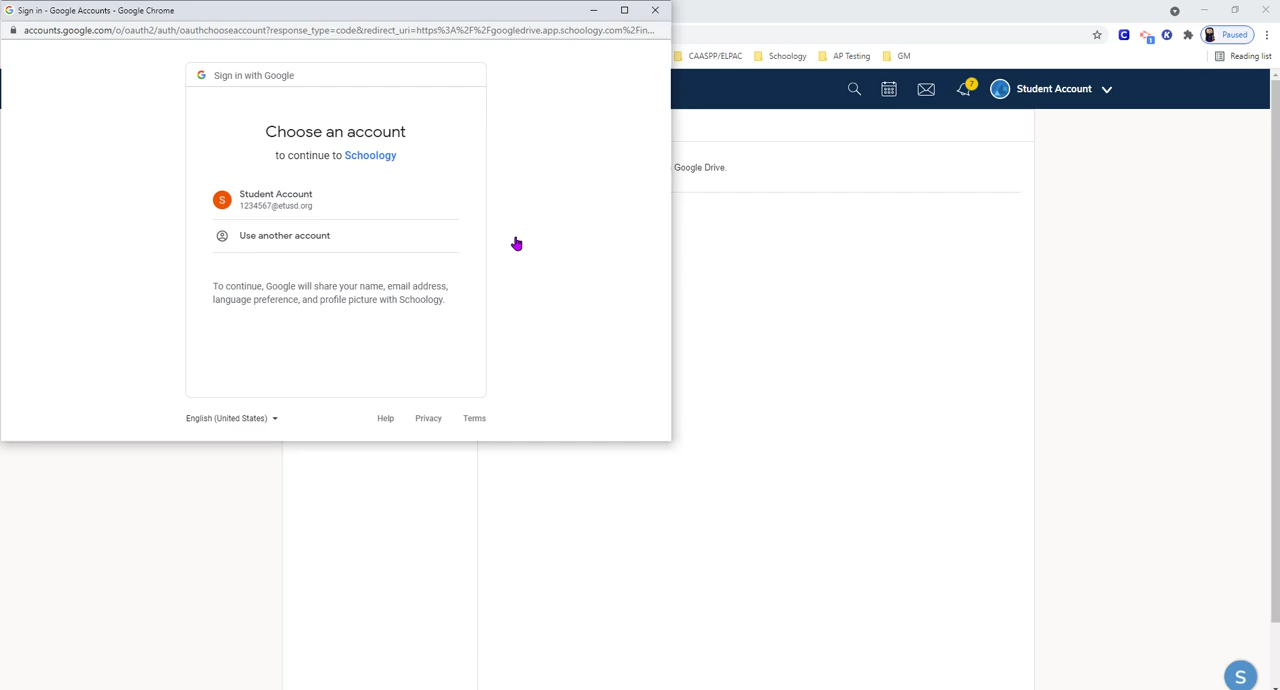 Sign in - Google Accounts - Google Chrome
accounts.google.com/o/oauth2/auth/oauthchooseaccount?response_type=code&redirect_uri=https%3A%2F%2Fgoogledrive.app.schoology.com%2Fin...
Paused
CAASPP/ELPAC
Schoology
AP Testing
GM
Reading list
Sign in with Google
7
Student Account
Choose an account
to continue to Schoology
Google Drive.
S
Student Account
1234567@etusd.org
Use another account
To continue, Google will share your name, email address,
language preference, and profile picture with Schoology.
English (United States)
Help
Privacy
Terms
S